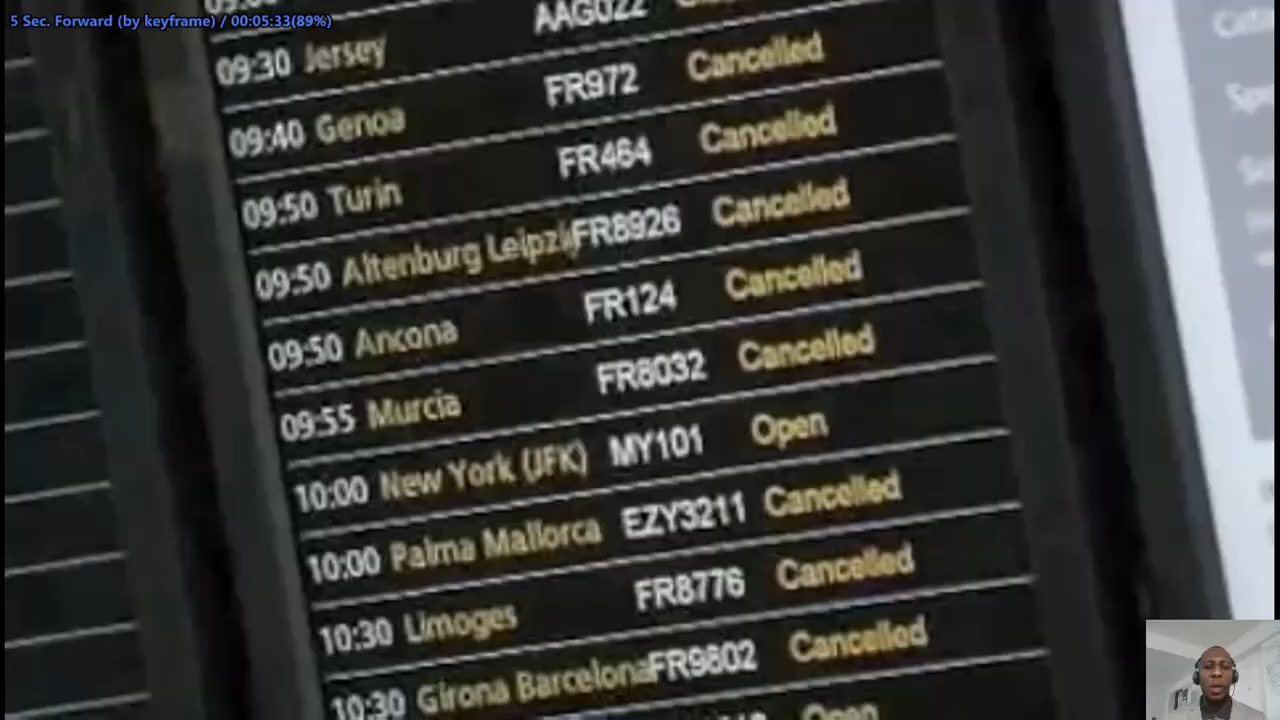 5 Sec. Forward (by keyframe) / 00:05:33(89%)
09:30 Jersey AAG022
09:40 Genoa FR972 Cancelled
09:50 Turin FR464 Cancelled
09:50 Altenburg Leipzi FR8926 Cancelled
09:50 Ancona FR124 Cancelled
09:55 Murcia FR8032 Cancelled
10:00 New York (JFK) MY101 Open
10:00 Palma Mallorca EZY3211 Cancelled
10:30 Limoges FR8776 Cancelled
10:30 Girona Barcelona FR9802 Cancelled
Open